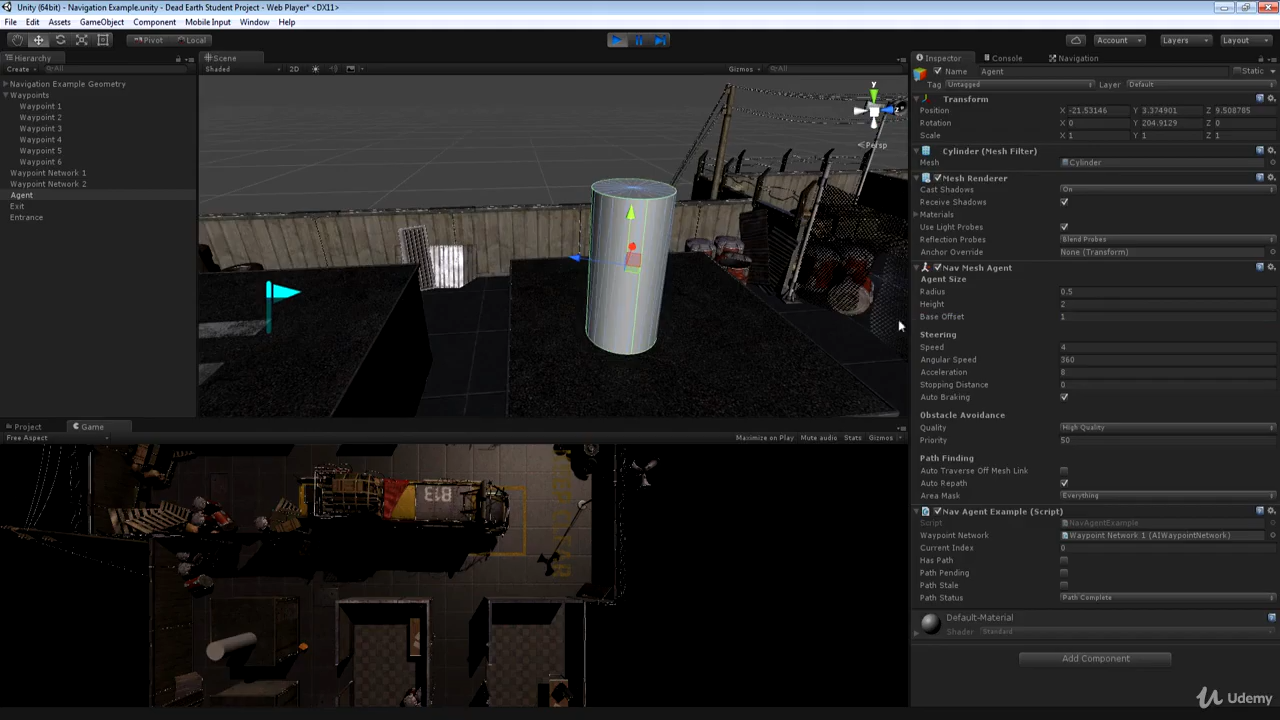 Unity (64bit) - Navigation Example.unity - Dead Earth Student Project - Web Player* <DX11>
File Edit Assets GameObject Component Mobile Input Window Help
Pivot Local Account Layers Layout
Hierarchy
Create All
Navigation Example Geometry
Waypoints
Waypoint 1
Waypoint 2
Waypoint 3
Waypoint 4
Waypoint 5
Waypoint 6
Waypoint Network 1
Waypoint Network 2
Agent
Exit
Entrance
Scene
Shaded 2D Gizmos All
y
z
Persp
Project Game
Free Aspect Maximize on Play Mute audio Stats Gizmos
813
Inspector Console Navigation
Name Agent Static
Tag Untagged Layer Default
Transform
Position X -21.53146 Y 3.374901 Z 9.508785
Rotation X 0 Y 204.9129 Z 0
Scale X 1 Y 1 Z 1
Cylinder (Mesh Filter)
Mesh Cylinder
Mesh Renderer
Cast Shadows On
Receive Shadows
Materials
Use Light Probes
Reflection Probes Blend Probes
Anchor Override None (Transform)
Nav Mesh Agent
Agent Size
Radius 0.5
Height 2
Base Offset 1
Steering
Speed 4
Angular Speed 360
Acceleration 8
Stopping Distance 0
Auto Braking
Obstacle Avoidance
Quality High Quality
Priority 50
Path Finding
Auto Traverse Off Mesh Link
Auto Repath
Area Mask Everything
Nav Agent Example (Script)
Script NavAgentExample
Waypoint Network Waypoint Network 1 (AIWaypointNetwork)
Current Index 0
Has Path
Path Pending
Path Stale
Path Status Path Complete
Default-Material
Shader Standard
Add Component
Udemy